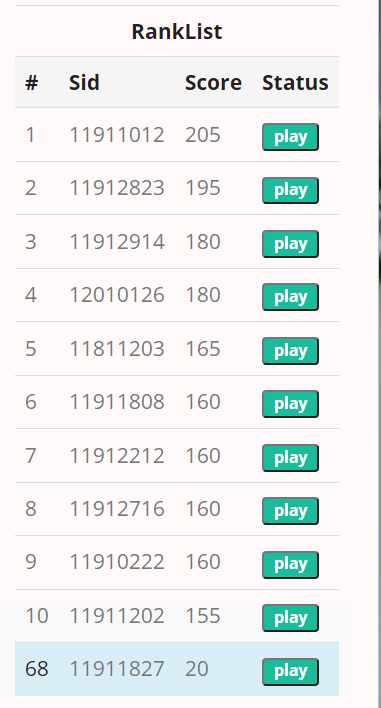 RankList
# Sid Score Status
1 11911012 205 play
2 11912823 195 play
3 11912914 180 play
4 12010126 180 play
5 11811203 165 play
6 11911808 160 play
7 11912212 160 play
8 11912716 160 play
9 11910222 160 play
10 11911202 155 play
68 11911827 20 play